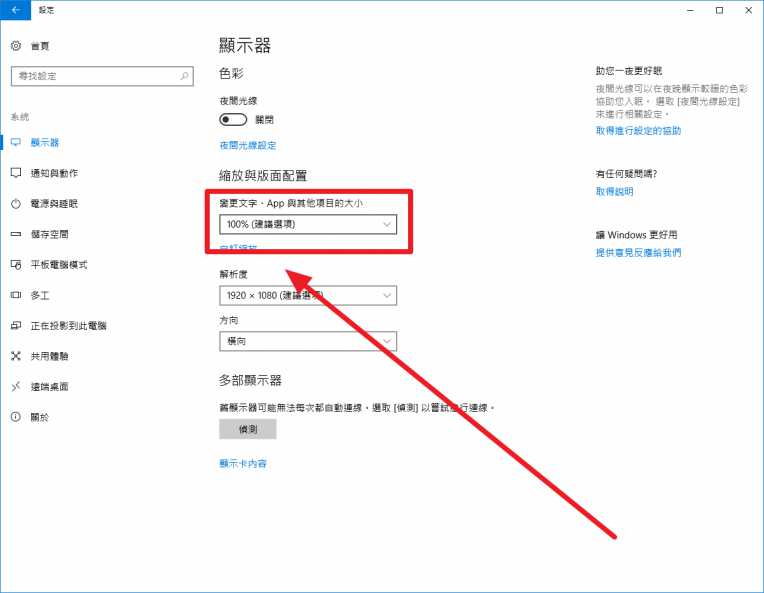 設定
首頁
尋找設定
系統
顯示器
通知與動作
電源與睡眠
儲存空間
平板電腦模式
多工
正在投影到此電腦
共用體驗
遠端桌面
關於
顯示器
色彩
夜間光線
關閉
夜間光線設定
縮放與版面配置
變更文字、App 與其他項目的大小
100% (建議選項)
自訂縮放
解析度
1920 × 1080 (建議選項)
方向
橫向
多部顯示器
舊顯示器可能無法每次都自動連線。選取 [偵測] 以嘗試進行連線。
偵測
顯示卡內容
助您一夜更好眠
夜間光線可以在夜晚顯示較暖的色彩
協助您入眠。 選取 [夜間光線設定]
來進行相關設定。
取得進行設定的協助
有任何疑問嗎?
取得說明
讓 Windows 更好用
提供意見反應給我們